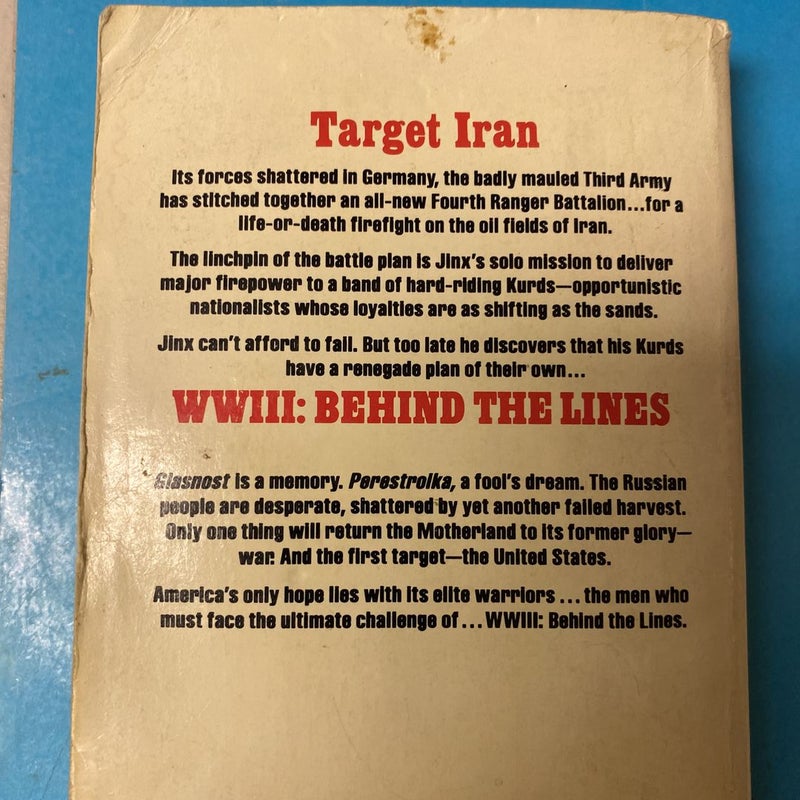 Target Iran
Its forces shattered in Germany, the badly mauled Third Army
has stitched together an all-new Fourth Ranger Battalion...for a
life-or-death firefight on the oil fields of Iran.
The linchpin of the battle plan is Jinx's solo mission to deliver
major firepower to a band of hard-riding Kurds—opportunistic
nationalists whose loyalties are as shifting as the sands.
Jinx can't afford to fail. But too late he discovers that his Kurds
have a renegade plan of their own...
WWIII: BEHIND THE LINES
Glasnost is a memory. Perestroika, a fool's dream. The Russian
people are desperate, shattered by yet another failed harvest.
Only one thing will return the Motherland to its former glory—
war. And the first target—the United States.
America's only hope lies with its elite warriors...the men who
must face the ultimate challenge of...WWIII: Behind the Lines.